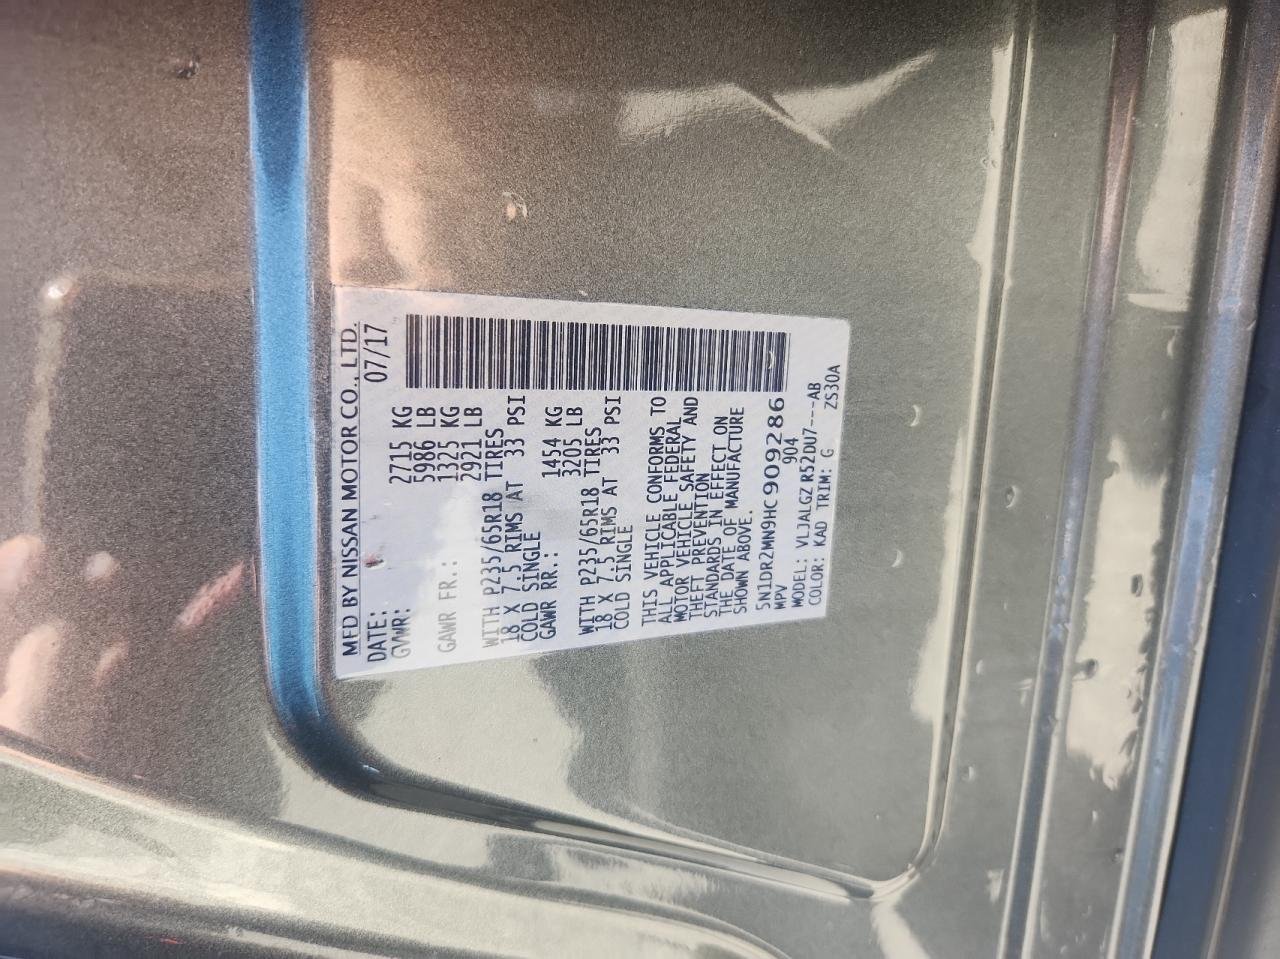 MFD BY NISSAN MOTOR CO., LTD.
DATE: 07/17
GVWR: 2715 KG
5986 LB
GAWR FR.: 1325 KG
2921 LB
WITH P235/65R18 TIRES
18 X 7.5 RIMS AT 33 PSI
COLD SINGLE
GAWR RR.: 1454 KG
3205 LB
WITH P235/65R18 TIRES
18 X 7.5 RIMS AT 33 PSI
COLD SINGLE
THIS VEHICLE CONFORMS TO
ALL APPLICABLE FEDERAL
MOTOR VEHICLE SAFETY AND
THEFT PREVENTION
STANDARDS IN EFFECT ON
THE DATE OF MANUFACTURE
SHOWN ABOVE.
5N1DR2MN9HC909286
MPV 904
MODEL: VLJALGZ R52DU7---AB
COLOR: KAD TRIM: G ZS30A